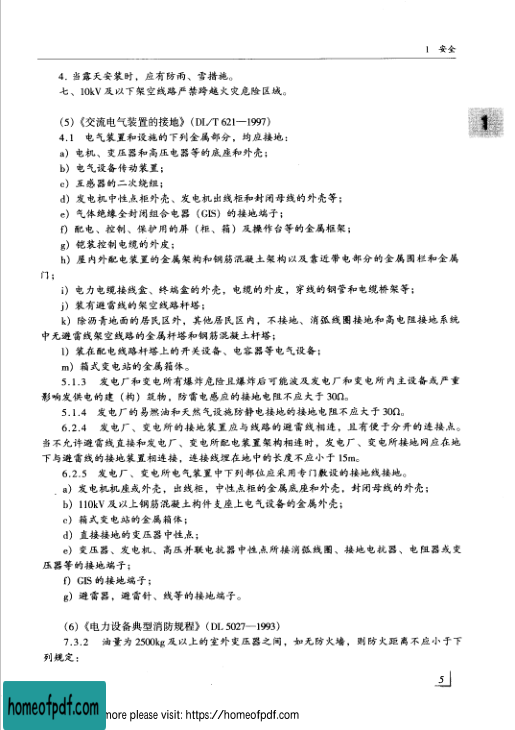 1 安全
4. 当露天安装时，应有防雨、雪措施。
七、10kV 及以下架空线路严禁跨越火灾危险区域。
(5)《交流电气装置的接地》(DL/T 621—1997)
1
4.1 电气装置和设施的下列金属部分，均应接地：
a) 电机、变压器和高压电器等的底座和外壳；
b) 电气设备传动装置；
c) 互感器的二次绕组；
d) 发电机中性点柜外壳、发电机出线柜和封闭母线的外壳等；
e) 气体绝缘全封闭组合电器 (GIS) 的接地端子；
f) 配电、控制、保护用的屏（柜、箱）及操作台等的金属框架；
g) 铠装控制电缆的外皮；
h) 屋内外配电装置的金属架构和钢筋混凝土架构以及靠近带电部分的金属围栏和金属
门；
i) 电力电缆接线盒、终端盒的外壳，电缆的外皮，穿线的钢管和电缆桥架等；
j) 装有避雷线的架空线路杆塔；
k) 除沥青地面的居民区外，其他居民区内，不接地、消弧线圈接地和高电阻接地系统
中无避雷线架空线路的金属杆塔和钢筋混凝土杆塔；
l) 装在配电线路杆塔上的开关设备、电容器等电气设备；
m) 箱式变电站的金属箱体。
5.1.3 发电厂和变电所有爆炸危险且爆炸后可能波及发电厂和变电所内主设备或严重
影响发供电的建（构）筑物，防雷电感应的接地电阻不应大于 30Ω。
5.1.4 发电厂的易燃油和天然气设施防静电接地的接地电阻不应大于 30Ω。
6.2.4 发电厂、变电所的接地装置应与线路的避雷线相连，且有便于分开的连接点。
当不允许避雷线直接和发电厂、变电所配电装置架构相连时，发电厂、变电所接地网应在地
下与避雷线的接地装置相连接，连接线埋在地中的长度不应小于 15m。
6.2.5 发电厂、变电所电气装置中下列部位应采用专门敷设的接地线接地。
a) 发电机机座或外壳，出线柜，中性点柜的金属底座和外壳，封闭母线的外壳；
b) 110kV 及以上钢筋混凝土构件支座上电气设备的金属外壳；
c) 箱式变电站的金属箱体；
d) 直接接地的变压器中性点；
e) 变压器、发电机、高压并联电抗器中性点所接消弧线圈、接地电抗器、电阻器或变
压器等的接地端子；
f) GIS 的接地端子；
g) 避雷器，避雷针、线等的接地端子。
(6)《电力设备典型消防规程》(DL 5027—1993)
7.3.2 油量为 2500kg 及以上的室外变压器之间，如无防火墙，则防火距离不应小于下
列规定：
5
homeofpdf.com
more please visit: https://homeofpdf.com